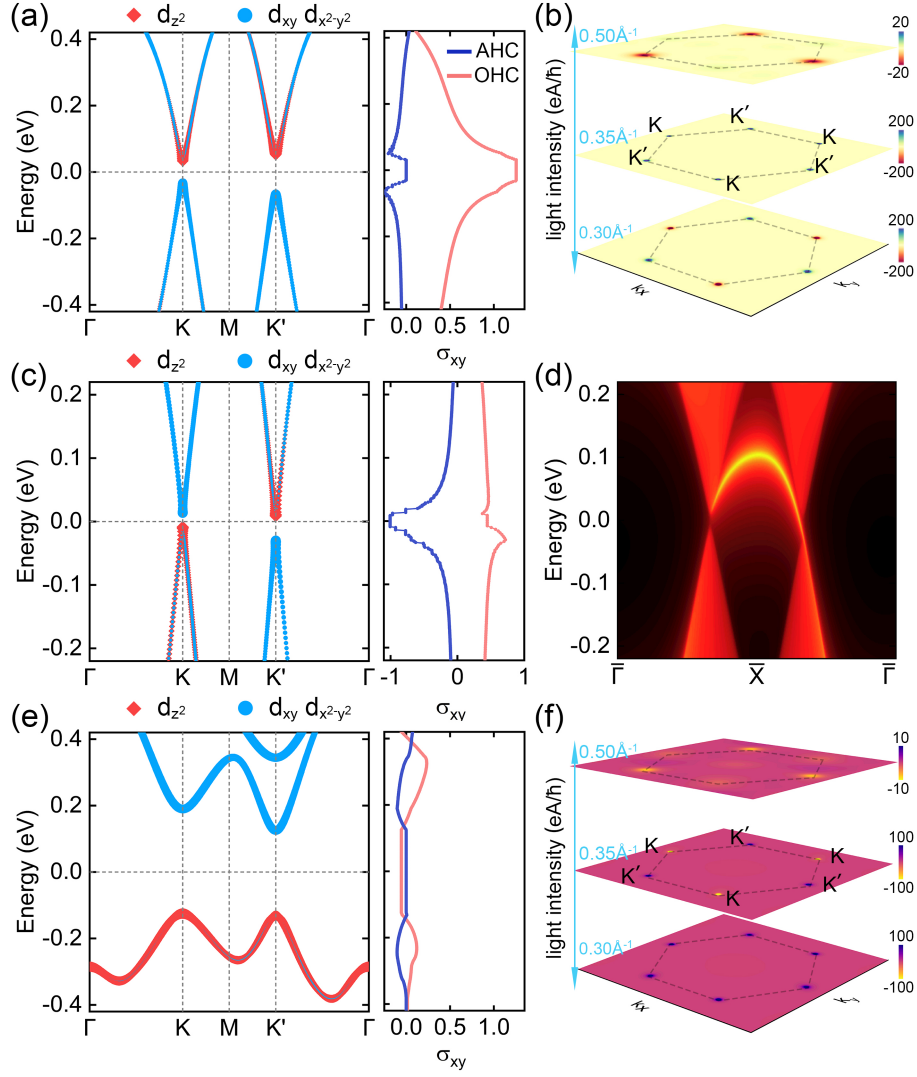 (a) d_z² d_xy d_x²-y²
Energy (eV)
0.4
0.2
0.0
-0.2
-0.4
Γ K M K' Γ
AHC
OHC
0.0 0.5 1.0
σ_xy
(b)
light intensity (eA/ħ)
0.50Å⁻¹
0.35Å⁻¹
0.30Å⁻¹
20
-20
K K′ K
K′ K K′
200
-200
200
-200
kx
(c) d_z² d_xy d_x²-y²
Energy (eV)
0.2
0.1
0.0
-0.1
-0.2
Γ K M K' Γ
-1 0 1
σ_xy
(d)
Energy (eV)
0.2
0.1
0.0
-0.1
-0.2
Γ̅ X̅ Γ̅
(e) d_z² d_xy d_x²-y²
Energy (eV)
0.4
0.2
0.0
-0.2
-0.4
Γ K M K' Γ
0.0 0.5 1.0
σ_xy
(f)
light intensity (eA/ħ)
0.50Å⁻¹
0.35Å⁻¹
0.30Å⁻¹
10
-10
K K′ K
K′ K K′
100
-100
100
-100
kx